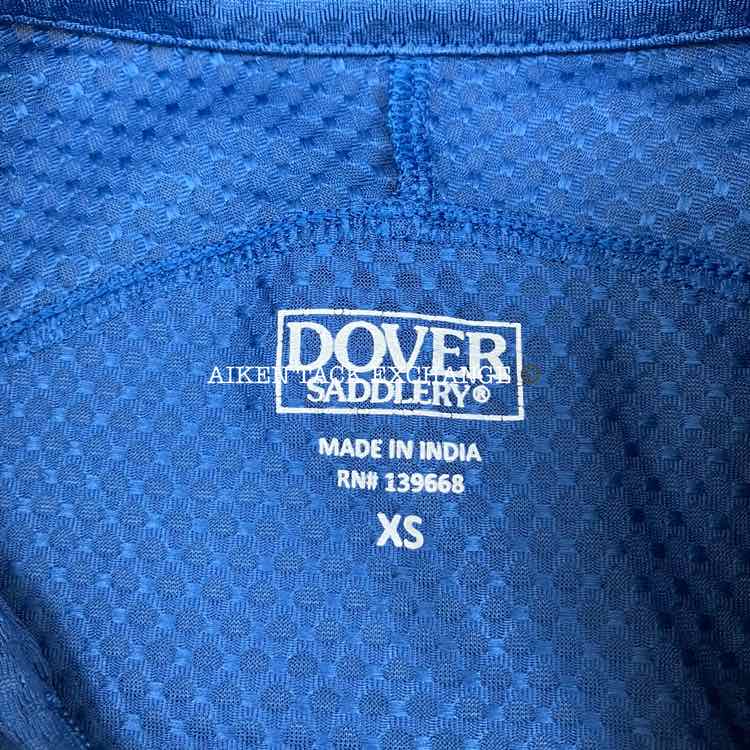 DOVER
AIKEN TACK EXCHANGE
SADDLERY®
MADE IN INDIA
RN# 139668
XS